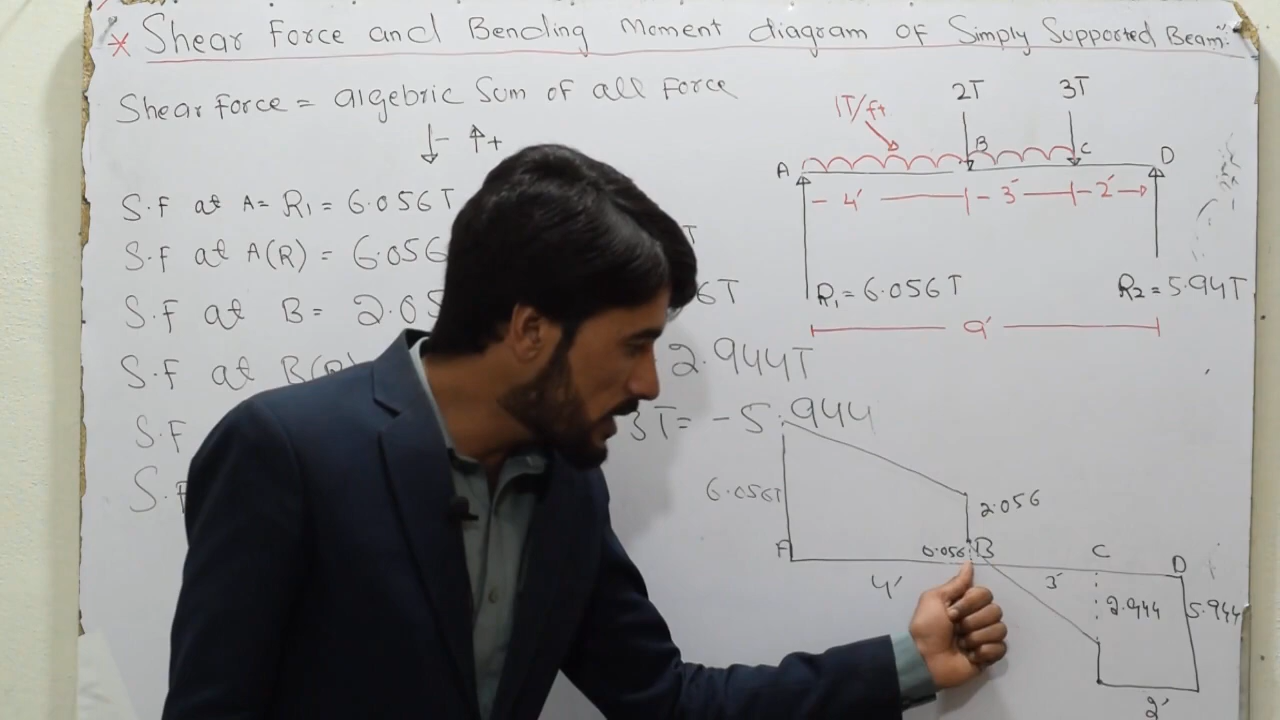 * Shear Force and Bending Moment diagram of Simply Supported Beam:
Shear force = algebric Sum of all force
↓- ↑+
S.F at A = R1 = 6.056T
S.F at A(R) = 6.056
S.F at B = 2.05 6T
S.F at B(R) 2.944T
S.F 3T = -5.944
S.F
1T/ft 2T 3T
A B C D
4' 3' 2'
R1 = 6.056T R2 = 5.94T
9'
6.056T 2.056
A 0.056 B C D
4' 3' 2.944 5.944
2'